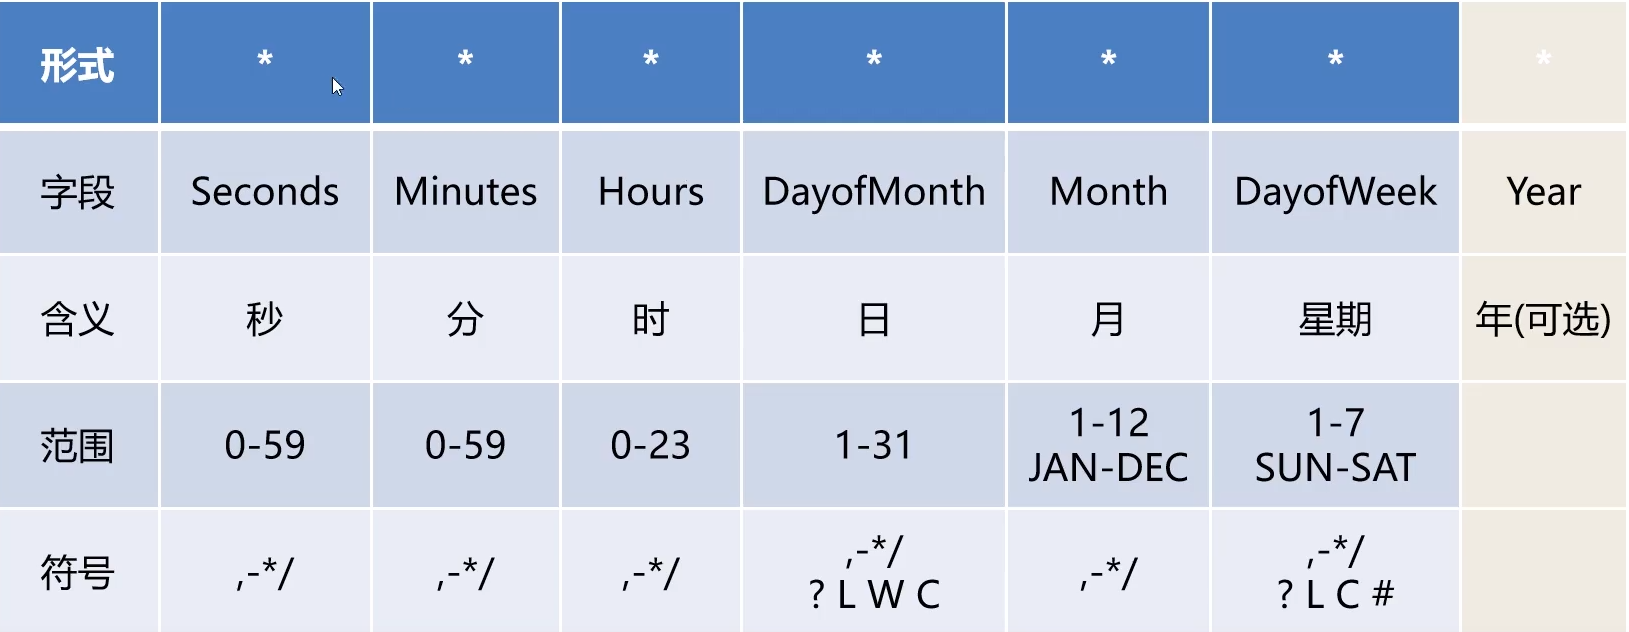 形式 * * * * * * *
字段 Seconds Minutes Hours DayofMonth Month DayofWeek Year
含义 秒 分 时 日 月 星期 年(可选)
范围 0-59 0-59 0-23 1-31 1-12 JAN-DEC 1-7 SUN-SAT
符号 ,-*/ ,-*/ ,-*/ ,-*/ ? L W C ,-*/ ,-*/ ? L C #